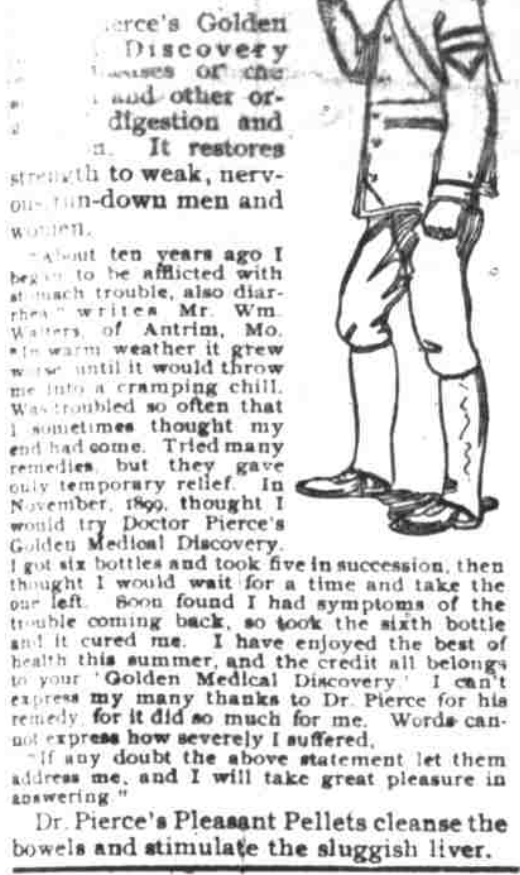 erce's Golden
Discovery
of the
and other or-
digestion and
It restores
strength to weak, nerv-
ous, run-down men and
women.
"About ten years ago I
began to be afflicted with
stomach trouble, also diar-
rhea," writes Mr. Wm.
Walters, of Antrim, Mo.
"In warm weather it grew
worse until it would throw
me into a cramping chill.
Was troubled so often that
I sometimes thought my
end had come. Tried many
remedies, but they gave
only temporary relief. In
November, 1899, thought I
would try Doctor Pierce's
Golden Medical Discovery.
I got six bottles and took five in succession, then
thought I would wait for a time and take the
one left. Soon found I had symptoms of the
trouble coming back, so took the sixth bottle
and it cured me. I have enjoyed the best of
health this summer, and the credit all belongs
to your 'Golden Medical Discovery.' I can't
express my many thanks to Dr. Pierce for his
remedy, for it did so much for me. Words can-
not express how severely I suffered,
"If any doubt the above statement let them
address me, and I will take great pleasure in
answering"
Dr. Pierce's Pleasant Pellets cleanse the
bowels and stimulate the sluggish liver.